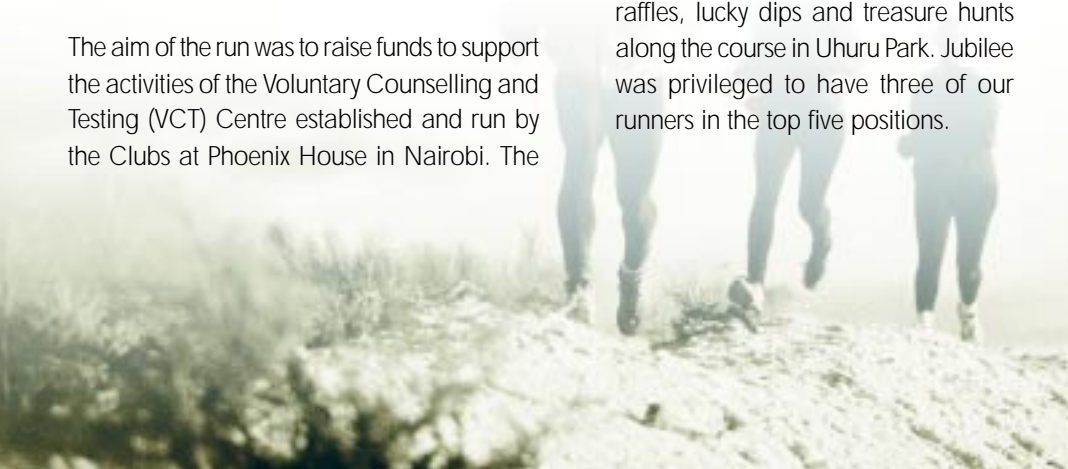 The aim of the run was to raise funds to support
the activities of the Voluntary Counselling and
Testing (VCT) Centre established and run by
the Clubs at Phoenix House in Nairobi. The
raffles, lucky dips and treasure hunts
along the course in Uhuru Park. Jubilee
was privileged to have three of our
runners in the top five positions.